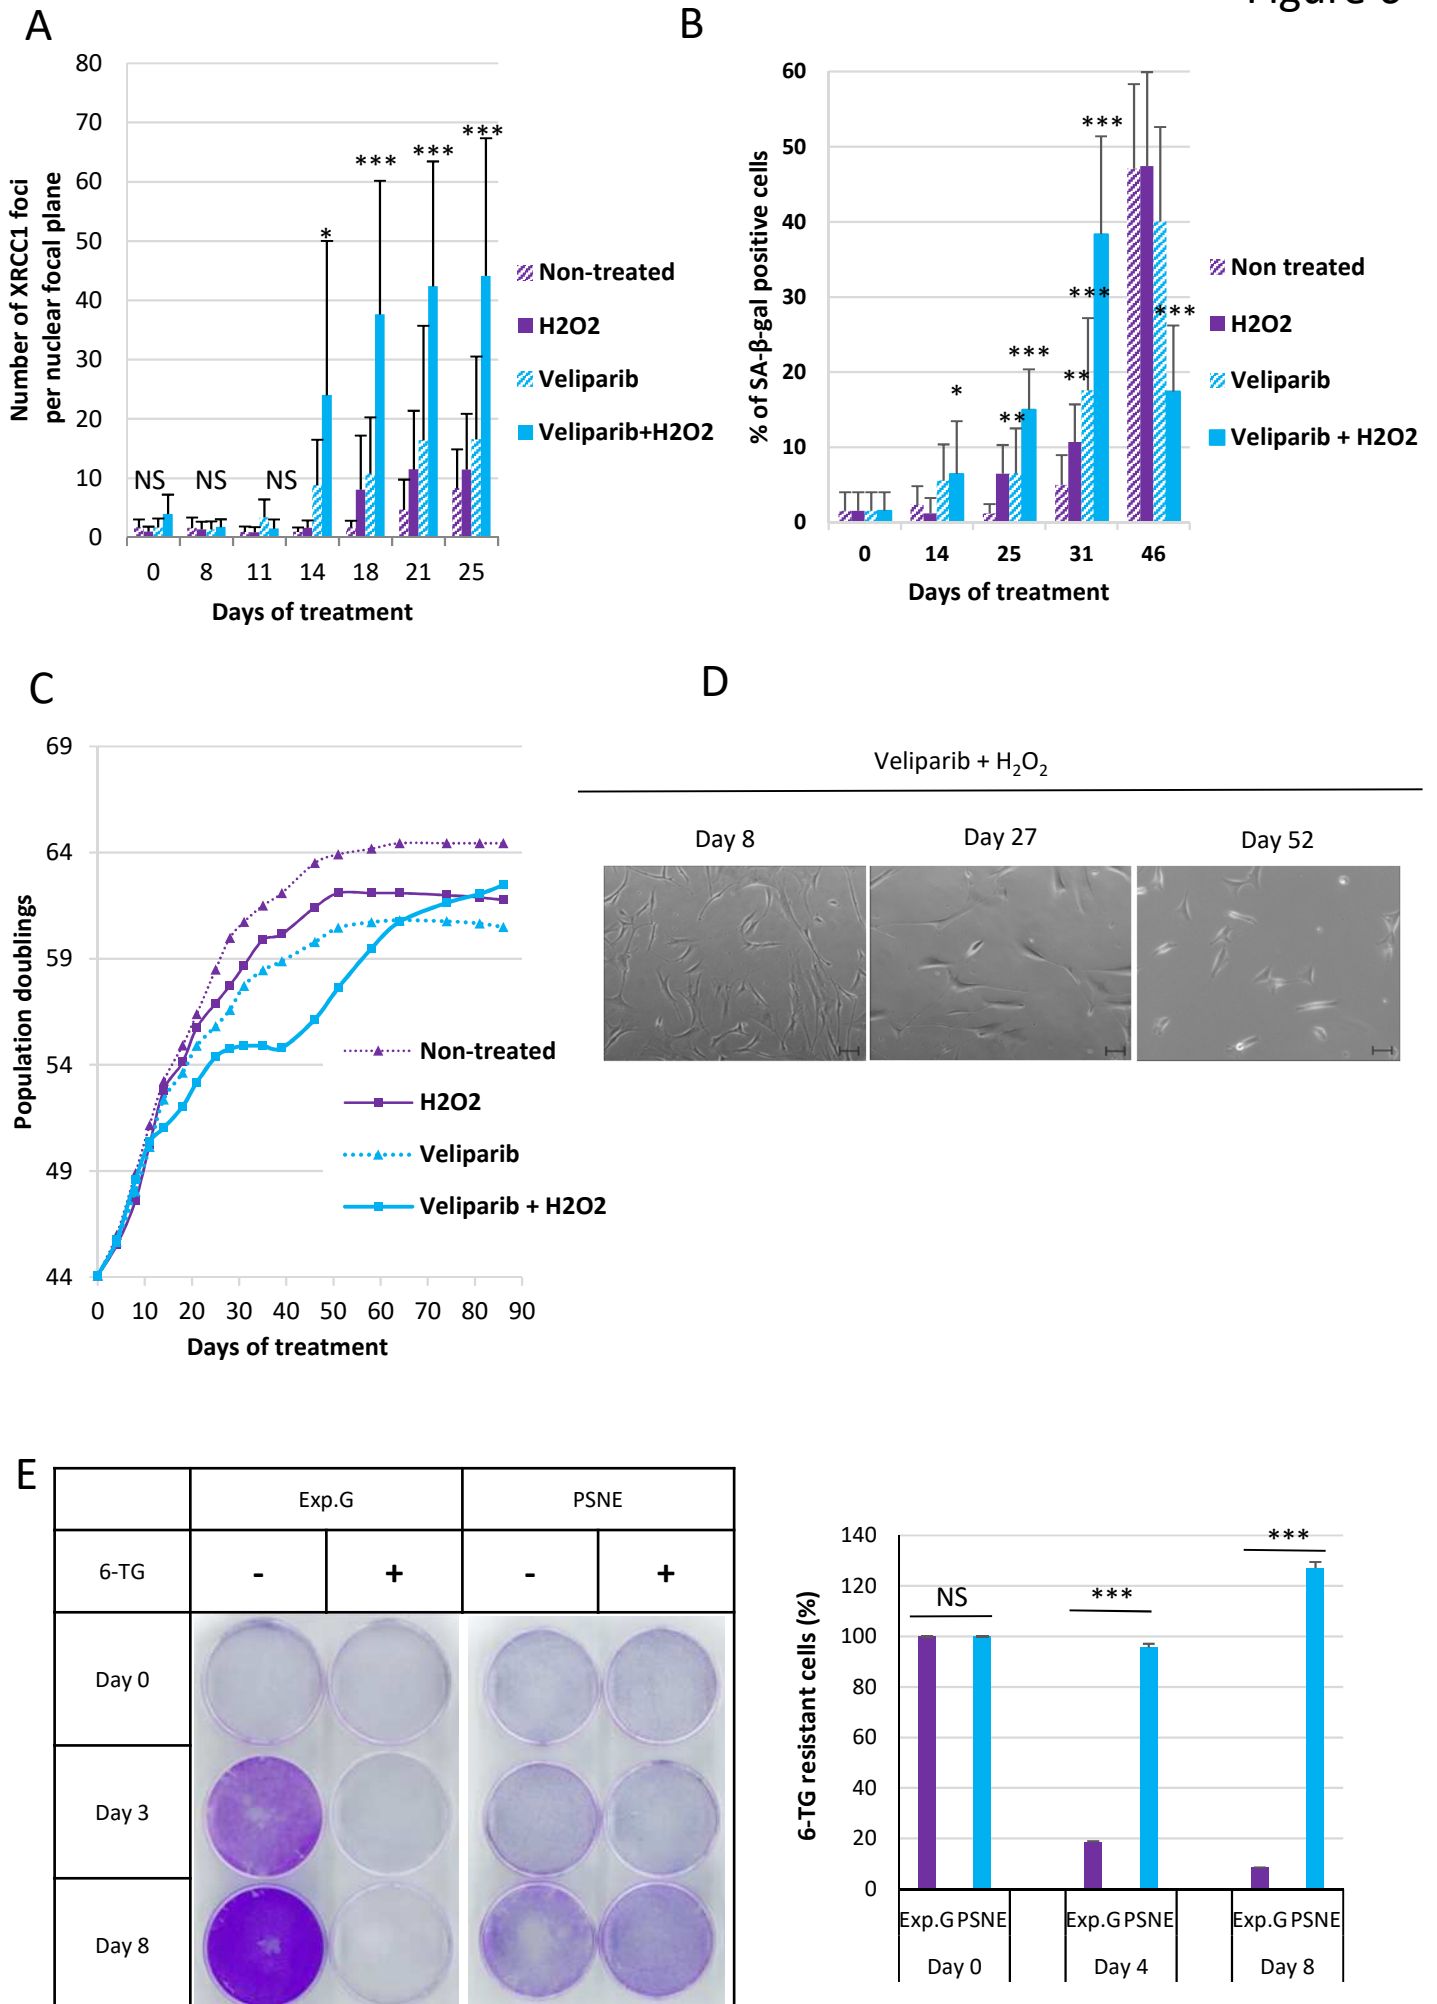 Figure 6
A
80
70
60
50
40
30
20
10
0
Number of XRCC1 foci
per nuclear focal plane
NS
NS
NS
*
***
***
***
0 8 11 14 18 21 25
Days of treatment
Non-treated
H2O2
Veliparib
Veliparib+H2O2
B
60
50
40
30
20
10
0
% of SA-β-gal positive cells
*
**
***
**
***
***
***
0 14 25 31 46
Days of treatment
Non treated
H2O2
Veliparib
Veliparib + H2O2
C
69
64
59
54
49
44
Population doublings
0 10 20 30 40 50 60 70 80 90
Days of treatment
Non-treated
H2O2
Veliparib
Veliparib + H2O2
D
Veliparib + H₂O₂
Day 8 Day 27 Day 52
E
Exp.G PSNE
6-TG - + - +
Day 0
Day 3
Day 8
140
120
100
80
60
40
20
0
6-TG resistant cells (%)
NS
***
***
Exp.G PSNE Exp.G PSNE Exp.G PSNE
Day 0 Day 4 Day 8